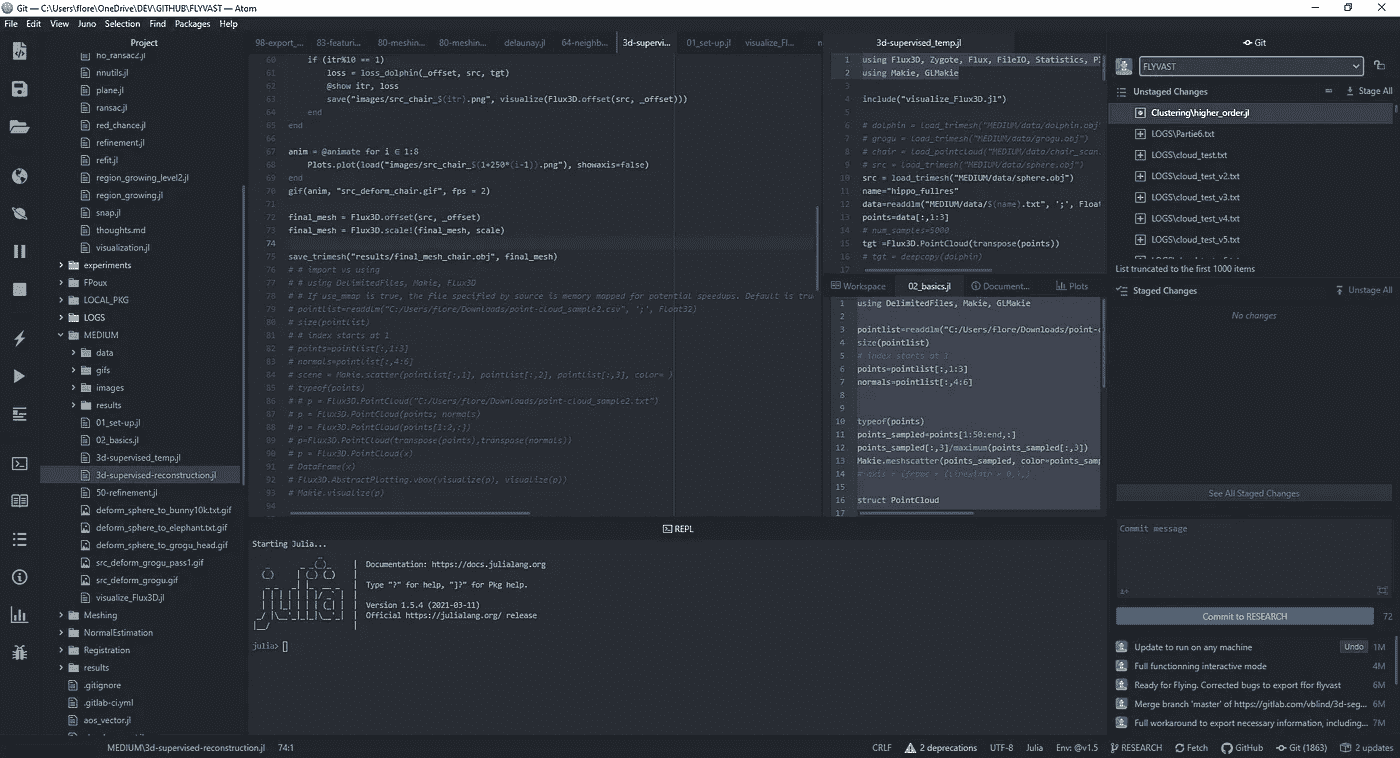 Git — C:\Users\flore\OneDrive\DEV\GITHUB\FLYVAST — Atom
File Edit View Juno Selection Find Packages Help
Project
ho_ransac2.jl
nnutils.jl
plane.jl
ransac.jl
red_chance.jl
refinement.jl
refit.jl
region_growing_level2.jl
region_growing.jl
snap.jl
thoughts.md
visualization.jl
experiments
FPoux
LOCAL_PKG
LOGS
MEDIUM
data
gifs
images
results
01_set-up.jl
02_basics.jl
3d-supervised_temp.jl
3d-supervised-reconstruction.jl
50-refinement.jl
deform_sphere_to_bunny10k.txt.gif
deform_sphere_to_elephant.txt.gif
deform_sphere_to_grogu_head.gif
src_deform_grogu_pass1.gif
src_deform_grogu.gif
visualize_Flux3D.jl
Meshing
NormalEstimation
Registration
results
.gitignore
.gitlab-ci.yml
aos_vector.jl
98-export_... 83-featuri... 80-meshin... 80-meshin... delaunay.jl 64-neighb... 3d-supervi... 01_set-up.jl visualize_Fl...
60 if (itr%10 == 1)
61 loss = loss_dolphin(_offset, src, tgt)
62 @show itr, loss
63 save("images/src_chair_$(itr).png", visualize(Flux3D.offset(src, _offset)))
64 end
65 end
66
67 anim = @animate for i ∈ 1:8
68 Plots.plot(load("images/src_chair_$(1+250*(i-1)).png"), showaxis=false)
69 end
70 gif(anim, "src_deform_chair.gif", fps = 2)
71
72 final_mesh = Flux3D.offset(src, _offset)
73 final_mesh = Flux3D.scale!(final_mesh, scale)
74
75 save_trimesh("results/final_mesh_chair.obj", final_mesh)
76 # # import vs using
77 # # using DelimitedFiles, Makie, Flux3D
78 # # If use_mmap is true, the file specified by source is memory mapped for potential speedups. Default is true
79 # pointlist=readdlm("C:/Users/flore/Downloads/point-cloud_sample2.csv", ';', Float32)
80 # size(pointlist)
81 # # index starts at 1
82 # points=pointlist[:,1:3]
83 # normals=pointlist[:,4:6]
84 # scene = Makie.scatter(pointlist[:,1], pointlist[:,2], pointlist[:,3], color= )
85 # typeof(points)
86 # # p = Flux3D.PointCloud("C:/Users/flore/Downloads/point-cloud_sample2.txt")
87 # p = Flux3D.PointCloud(points; normals)
88 # p = Flux3D.PointCloud(points[1:2,:])
89 # p=Flux3D.PointCloud(transpose(points),transpose(normals))
90 # p = Flux3D.PointCloud(x)
91 # DataFrame(x)
92 # Flux3D.AbstractPlotting.vbox(visualize(p), visualize(p))
93 # Makie.visualize(p)
94
3d-supervised_temp.jl
1 using Flux3D, Zygote, Flux, FileIO, Statistics, P
2 using Makie, GLMakie
3
4 include("visualize_Flux3D.jl")
5
6 # dolphin = load_trimesh("MEDIUM/data/dolphin.obj"
7 # grogu = load_trimesh("MEDIUM/data/grogu.obj")
8 # chair = load_pointcloud("MEDIUM/data/chair_scan.
9 # src = load_trimesh("MEDIUM/data/sphere.obj")
10 src = load_trimesh("MEDIUM/data/sphere.obj")
11 name="hippo_fullres"
12 data=readdlm("MEDIUM/data/$(name).txt", ';', Float
13 points=data[:,1:3]
14 # num_samples=5000
15 tgt =Flux3D.PointCloud(transpose(points))
16 # tgt = deepcopy(dolphin)
17
Workspace 02_basics.jl Document... Plots
1 using DelimitedFiles, Makie, GLMakie
2
3 pointlist=readdlm("C:/Users/flore/Downloads/point-c
4 size(pointlist)
5 # index starts at 1
6 points=pointlist[:,1:3]
7 normals=pointlist[:,4:6]
8
9
10
11 typeof(points)
11 points_sampled=points[1:50:end,:]
12 points_sampled[:,3]/maximum(points_sampled[:,3])
13 Makie.meshscatter(points_sampled, color=points_samp
14
15
16 struct PointCloud
17
REPL
Starting Julia...
Documentation: https://docs.julialang.org
Type "?" for help, "]?" for Pkg help.
Version 1.5.4 (2021-03-11)
Official https://julialang.org/ release
julia>
Git
FLYVAST
Unstaged Changes Stage All
Clustering\higher_order.jl
LOGS\Partie6.txt
LOGS\cloud_test.txt
LOGS\cloud_test_v2.txt
LOGS\cloud_test_v3.txt
LOGS\cloud_test_v4.txt
LOGS\cloud_test_v5.txt
List truncated to the first 1000 items
Staged Changes Unstage All
No changes
See All Staged Changes
Commit message
Commit to RESEARCH 72
Update to run on any machine Undo 1M
Full functionning interactive mode 4M
Ready for Flying. Corrected bugs to export ffor flyvast 6M
Merge branch 'master' of https://gitlab.com/vblind/3d-seg... 6M
Full workaround to export necessary information, including... 7M
MEDIUM\3d-supervised-reconstruction.jl 74:1 CRLF 2 deprecations UTF-8 Julia Env: @v1.5 RESEARCH Fetch GitHub Git (1863) 2 updates